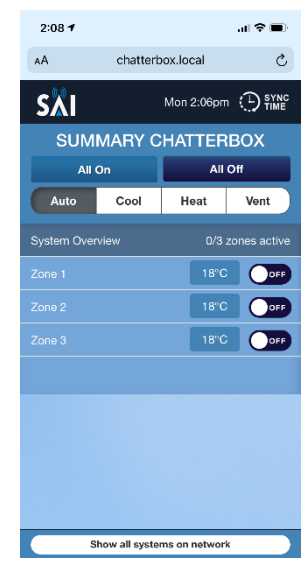 2:08
AA chatterbox.local
SAI Mon 2:06pm SYNC TIME
SUMMARY CHATTERBOX
All On All Off
Auto Cool Heat Vent
System Overview 0/3 zones active
Zone 1 18°C OFF
Zone 2 18°C OFF
Zone 3 18°C OFF
Show all systems on network